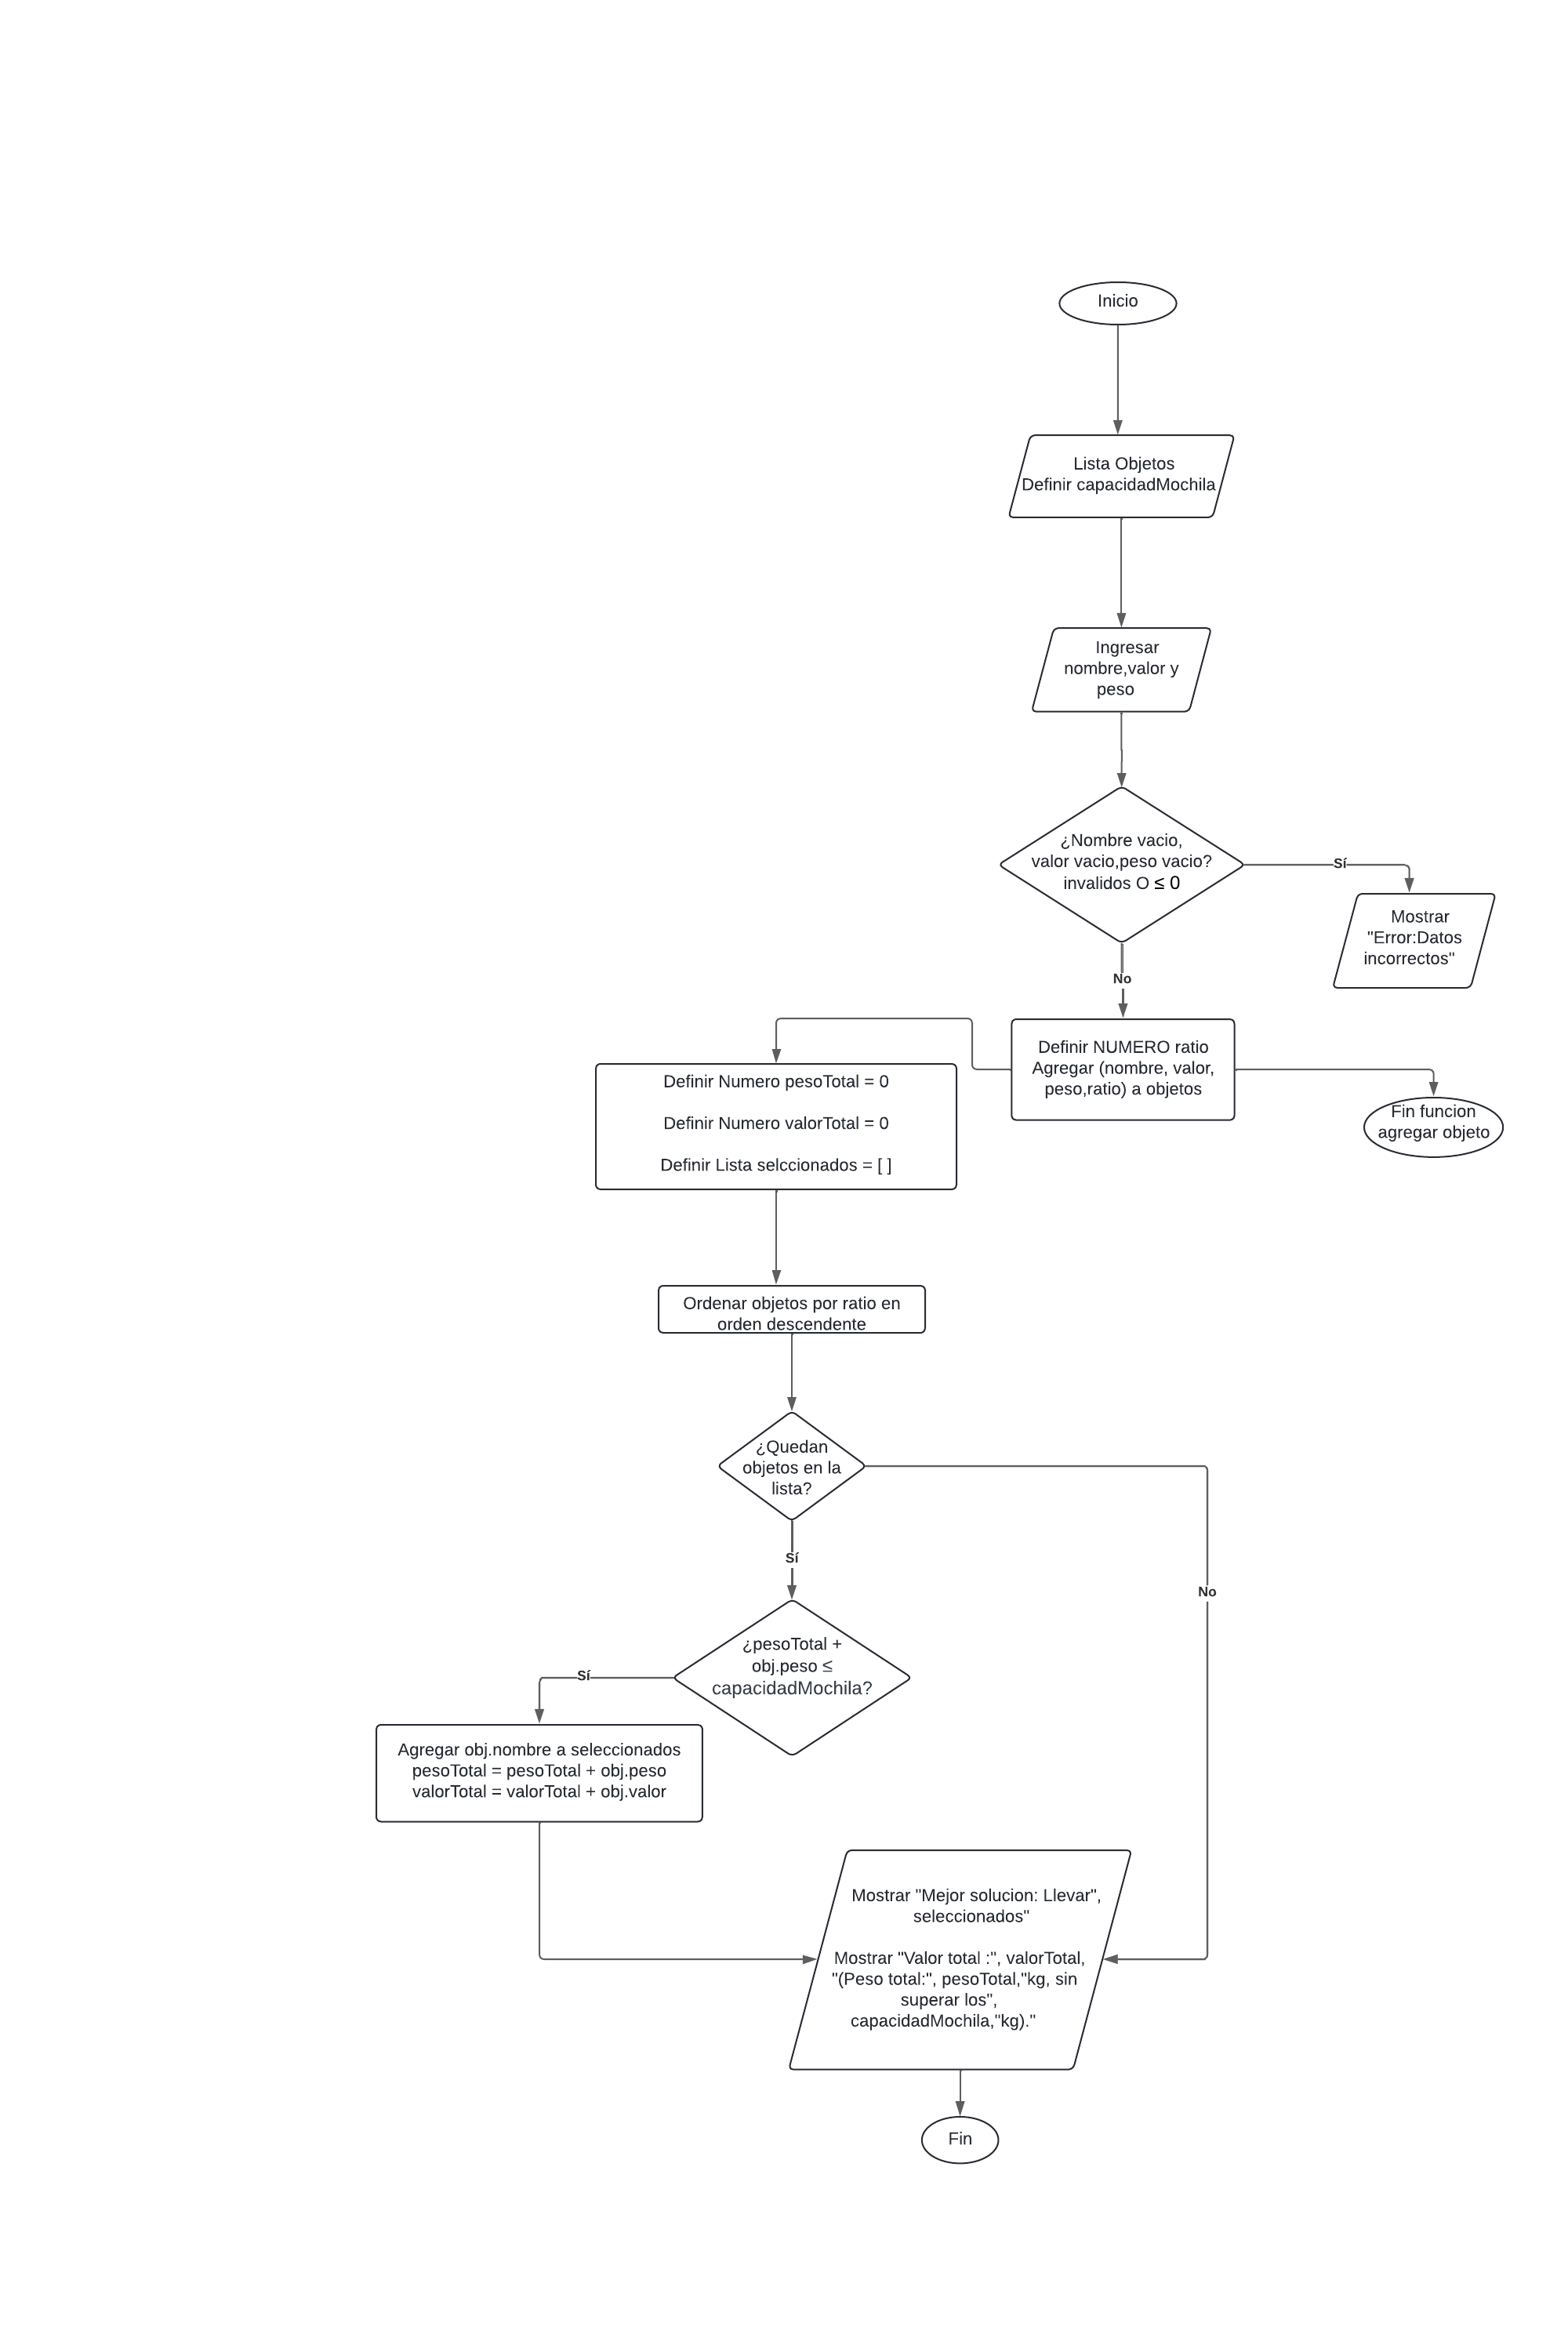 Inicio
Lista Objetos
Definir capacidadMochila
Ingresar
nombre,valor y
peso
¿Nombre vacio,
valor vacio,peso vacio?
invalidos O ≤ 0
Sí
Mostrar
"Error:Datos
incorrectos"
No
Definir NUMERO ratio
Agregar (nombre, valor,
peso,ratio) a objetos
Fin funcion
agregar objeto
Definir Numero pesoTotal = 0
Definir Numero valorTotal = 0
Definir Lista selccionados = [ ]
Ordenar objetos por ratio en
orden descendente
¿Quedan
objetos en la
lista?
Sí
No
¿pesoTotal +
obj.peso ≤
capacidadMochila?
Sí
Agregar obj.nombre a seleccionados
pesoTotal = pesoTotal + obj.peso
valorTotal = valorTotal + obj.valor
Mostrar "Mejor solucion: Llevar",
seleccionados"
Mostrar "Valor total :", valorTotal,
"(Peso total:", pesoTotal,"kg, sin
superar los",
capacidadMochila,"kg)."
Fin